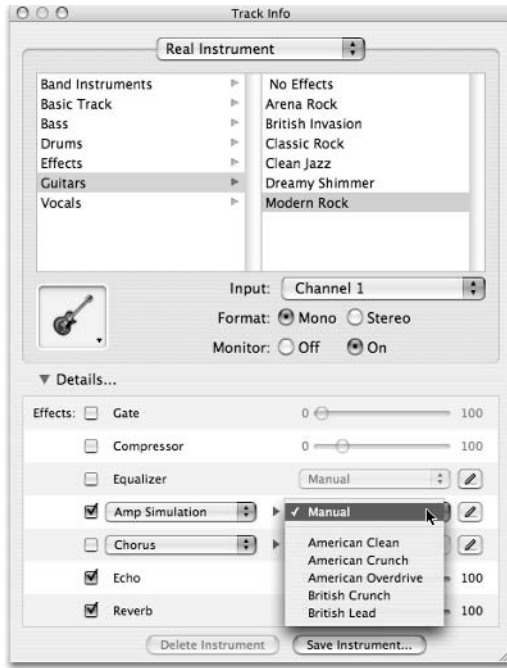 Track Info
Real Instrument
Band Instruments
Basic Track
Bass
Drums
Effects
Guitars
Vocals
No Effects
Arena Rock
British Invasion
Classic Rock
Clean Jazz
Dreamy Shimmer
Modern Rock
Input: Channel 1
Format: Mono Stereo
Monitor: Off On
Details...
Effects: Gate 0 100
Compressor 0 100
Equalizer Manual
Amp Simulation Manual
Chorus
American Clean
American Crunch
American Overdrive
British Crunch
British Lead
Echo 100
Reverb 100
Delete Instrument Save Instrument...